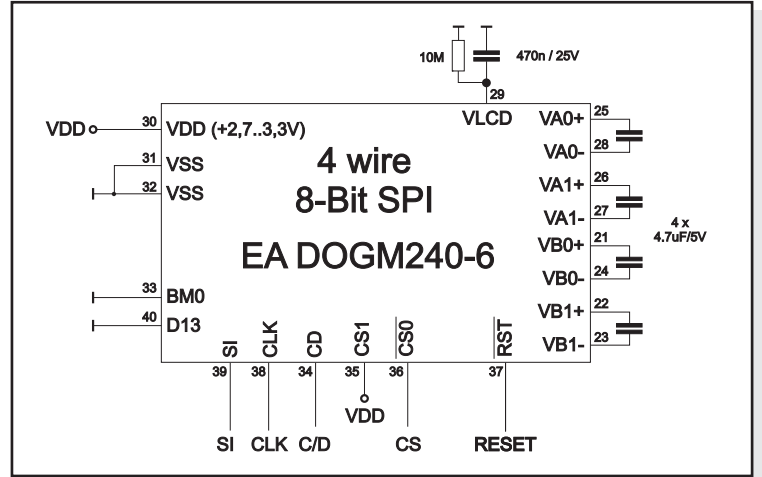 10M
470n / 25V
29
VLCD
VDD
30
VDD (+2,7..3,3V)
31
VSS
32
VSS
33
BM0
40
D13
4 wire
8-Bit SPI
EA DOGM240-6
VA0+
25
VA0-
28
VA1+
26
VA1-
27
VB0+
21
VB0-
24
VB1+
22
VB1-
23
4 x
4.7uF/5V
SI
CLK
CD
CS1
CS0
RST
39
38
34
35
36
37
VDD
SI
CLK
C/D
CS
RESET